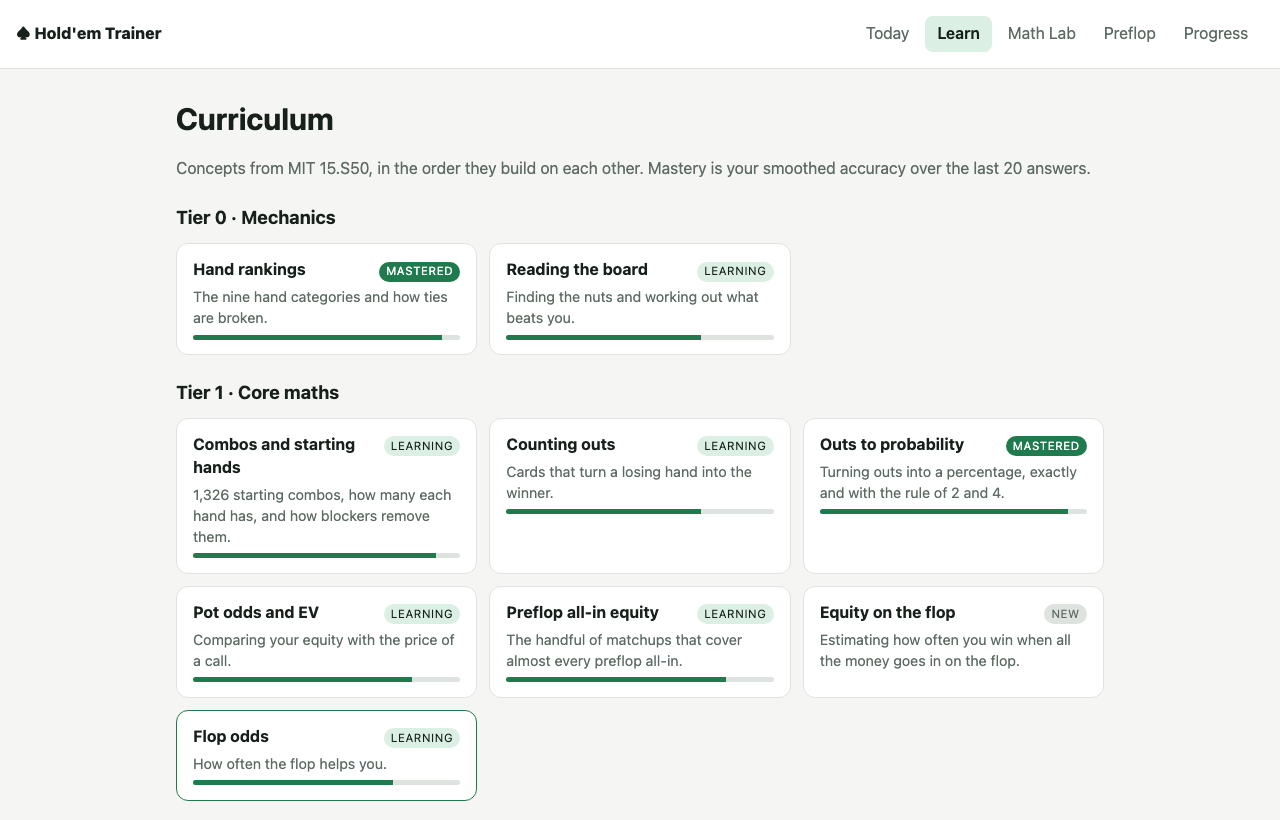 ♠ Hold'em Trainer
Today
Learn
Math Lab
Preflop
Progress
Curriculum
Concepts from MIT 15.S50, in the order they build on each other. Mastery is your smoothed accuracy over the last 20 answers.
Tier 0 · Mechanics
Hand rankings
MASTERED
The nine hand categories and how ties
are broken.
Reading the board
LEARNING
Finding the nuts and working out what
beats you.
Tier 1 · Core maths
Combos and starting
hands
LEARNING
1,326 starting combos, how many each
hand has, and how blockers remove
them.
Counting outs
LEARNING
Cards that turn a losing hand into the
winner.
Outs to probability
MASTERED
Turning outs into a percentage, exactly
and with the rule of 2 and 4.
Pot odds and EV
LEARNING
Comparing your equity with the price of
a call.
Preflop all-in equity
LEARNING
The handful of matchups that cover
almost every preflop all-in.
Equity on the flop
NEW
Estimating how often you win when all
the money goes in on the flop.
Flop odds
LEARNING
How often the flop helps you.